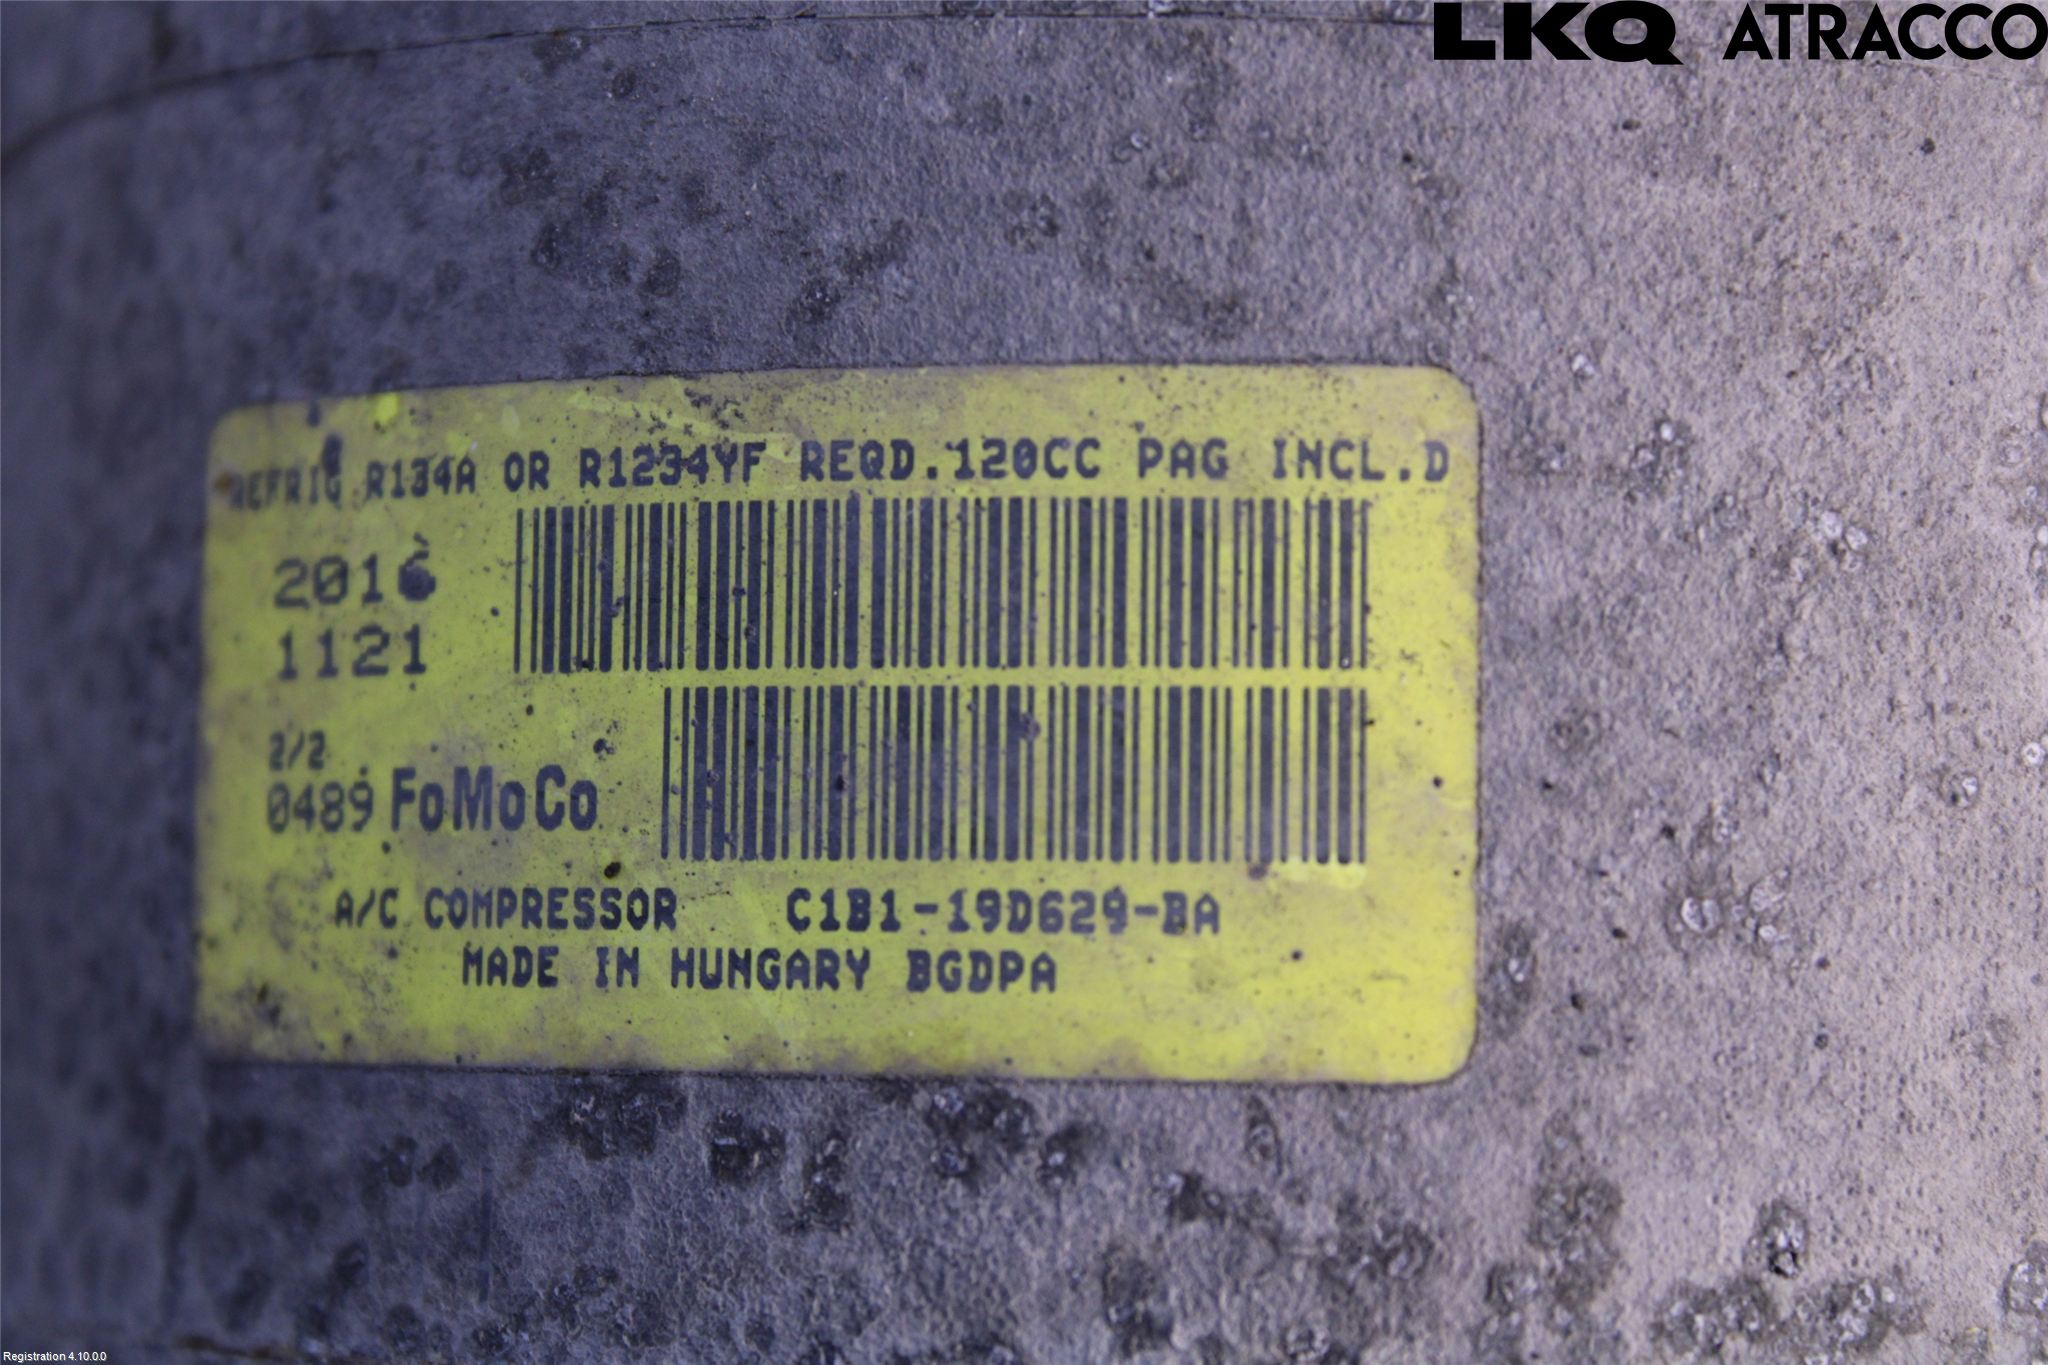 LKQ ATRACCO
REFRIG R134A OR R1234YF REQD.120CC PAG INCL.D
2016
1121
2/2
0489 FoMoCo
A/C COMPRESSOR C1B1-19D629-BA
MADE IN HUNGARY BGDPA
Registration 4.10.0.0